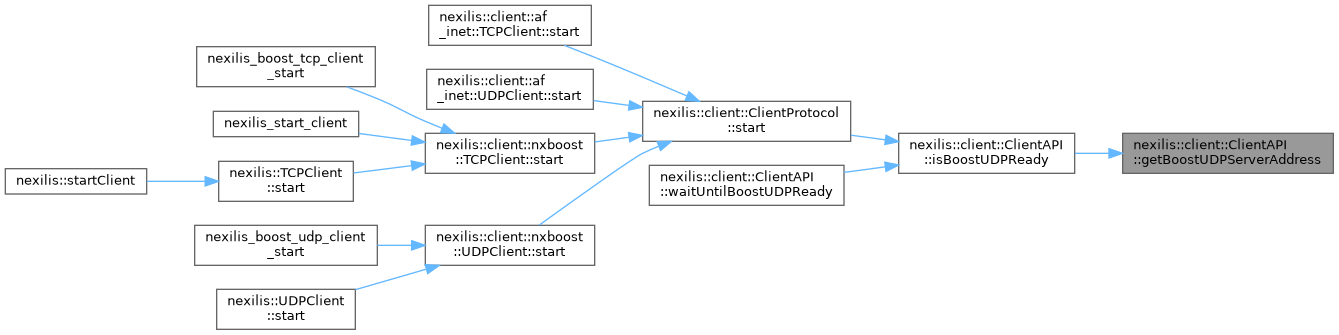 nexilis::client::af
_inet::TCPClient::start
nexilis_boost_tcp_client
_start
nexilis::client::af
_inet::UDPClient::start
nexilis::client::ClientProtocol
::start
nexilis_start_client
nexilis::client::nxboost
::TCPClient::start
nexilis::client::ClientAPI
::isBoostUDPReady
nexilis::client::ClientAPI
::getBoostUDPServerAddress
nexilis::startClient
nexilis::TCPClient
::start
nexilis::client::ClientAPI
::waitUntilBoostUDPReady
nexilis_boost_udp_client
_start
nexilis::client::nxboost
::UDPClient::start
nexilis::UDPClient
::start